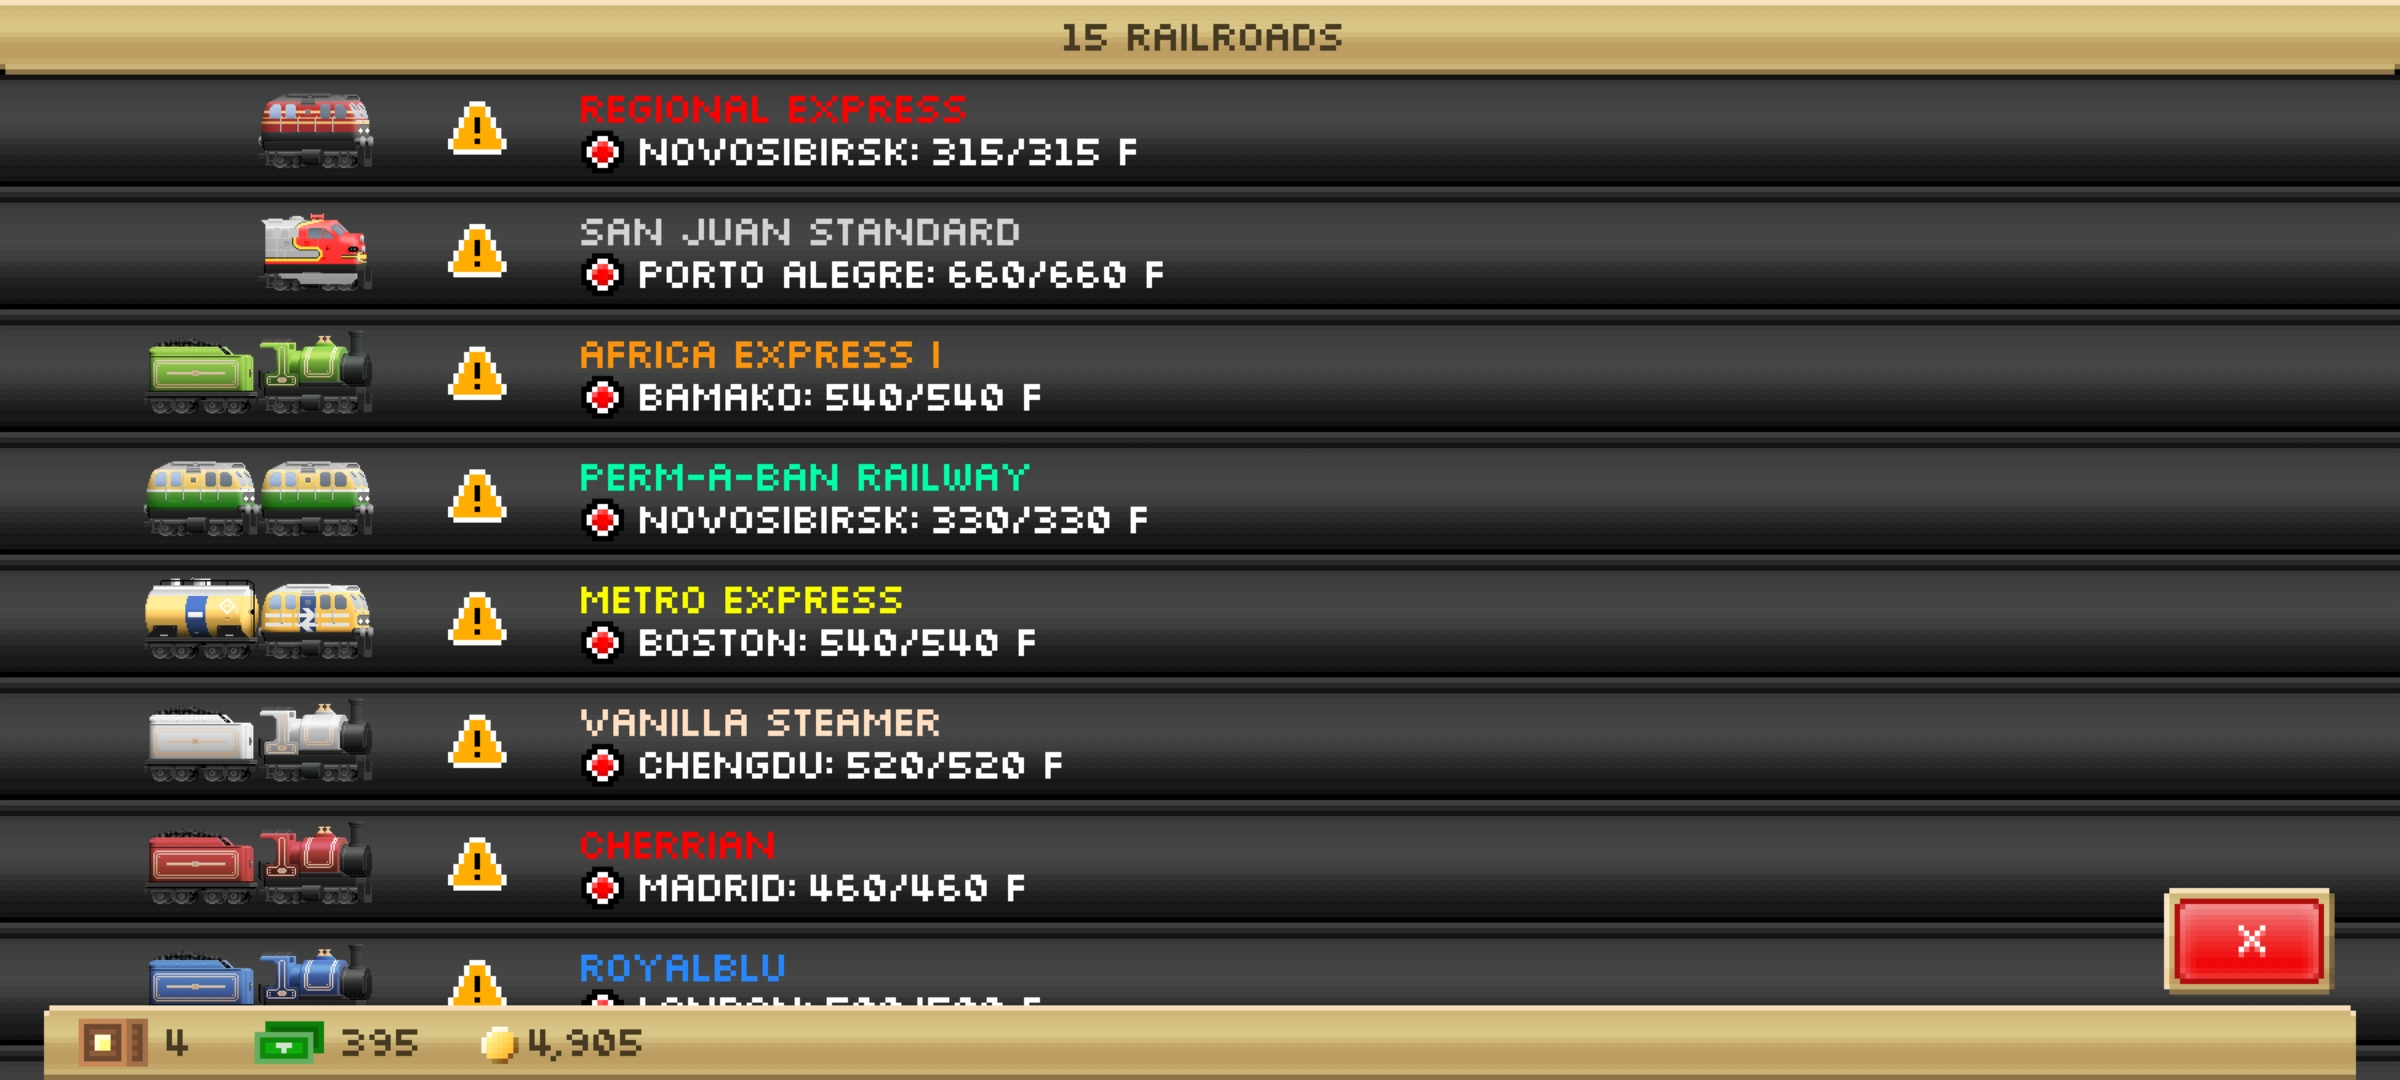 15 RAILROADS
REGIONAL EXPRESS
NOVOSIBIRSK: 315/315 F
SAN JUAN STANDARD
PORTO ALEGRE: 660/660 F
AFRICA EXPRESS I
BAMAKO: 540/540 F
PERM-A-BAN RAILWAY
NOVOSIBIRSK: 330/330 F
METRO EXPRESS
BOSTON: 540/540 F
VANILLA STEAMER
CHENGDU: 520/520 F
CHERRIAN
MADRID: 460/460 F
X
ROYALBLU
4 395 4,905